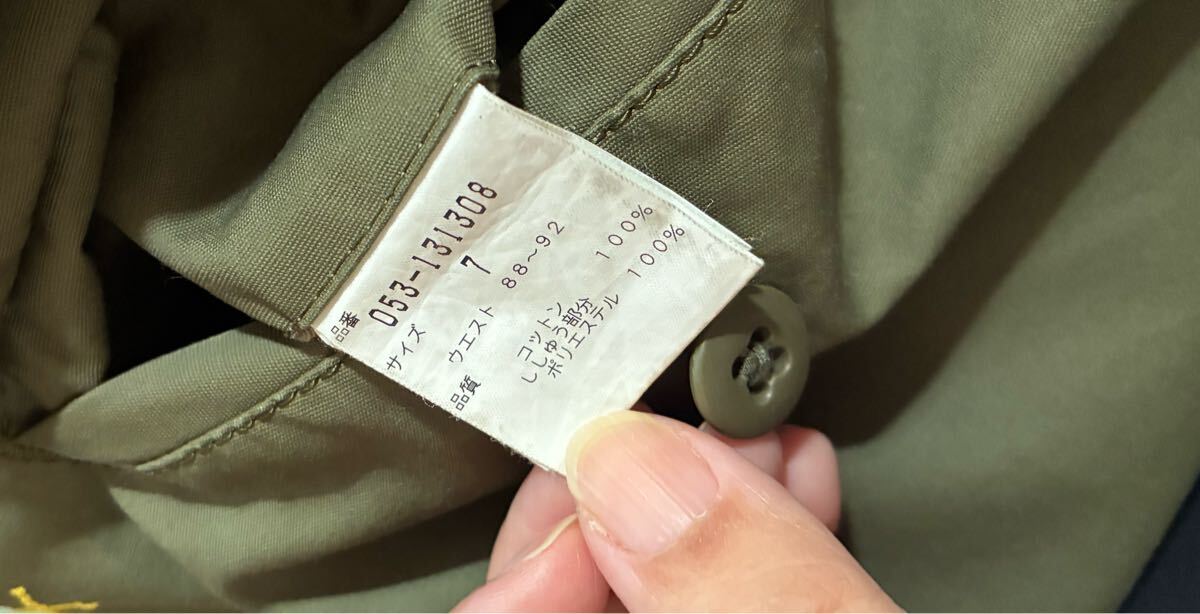 品番 053-131308
サイズ 7
ウエスト 88～92
品質 コットン 100%
ししゅう部分
ポリエステル 100%